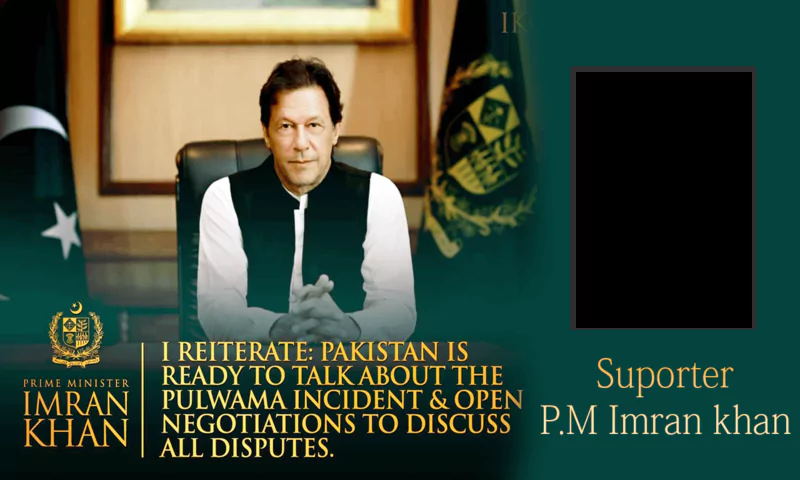 IK
PRIME MINISTER
IMRAN
KHAN
I REITERATE: PAKISTAN IS
READY TO TALK ABOUT THE
PULWAMA INCIDENT & OPEN
NEGOTIATIONS TO DISCUSS
ALL DISPUTES.
Suporter
P.M Imran khan